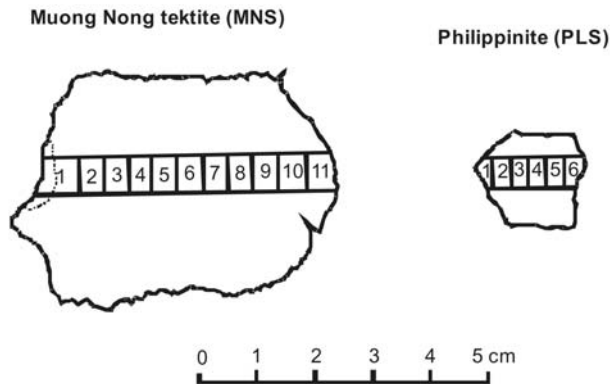 Muong Nong tektite (MNS)
Philippinite (PLS)
1 2 3 4 5 6 7 8 9 10 11
1 2 3 4 5 6
0 1 2 3 4 5 cm